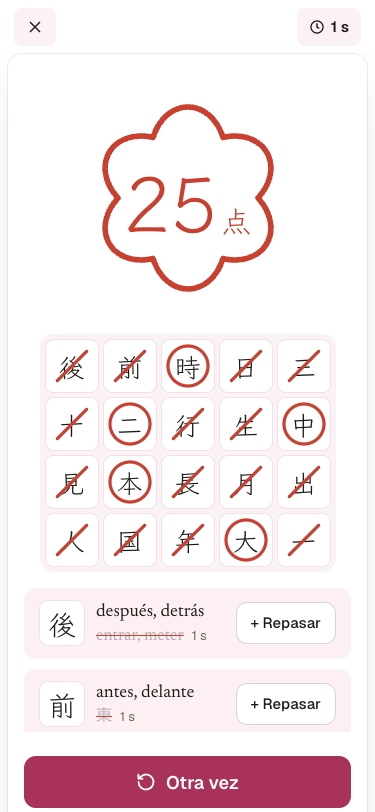 1 s
25 点
後 前 時 日 三
十 二 行 生 中
見 本 長 月 出
人 国 年 大 一
後 después, detrás
entrar, meter 1 s
+ Repasar
前 antes, delante
東 1 s
+ Repasar
Otra vez